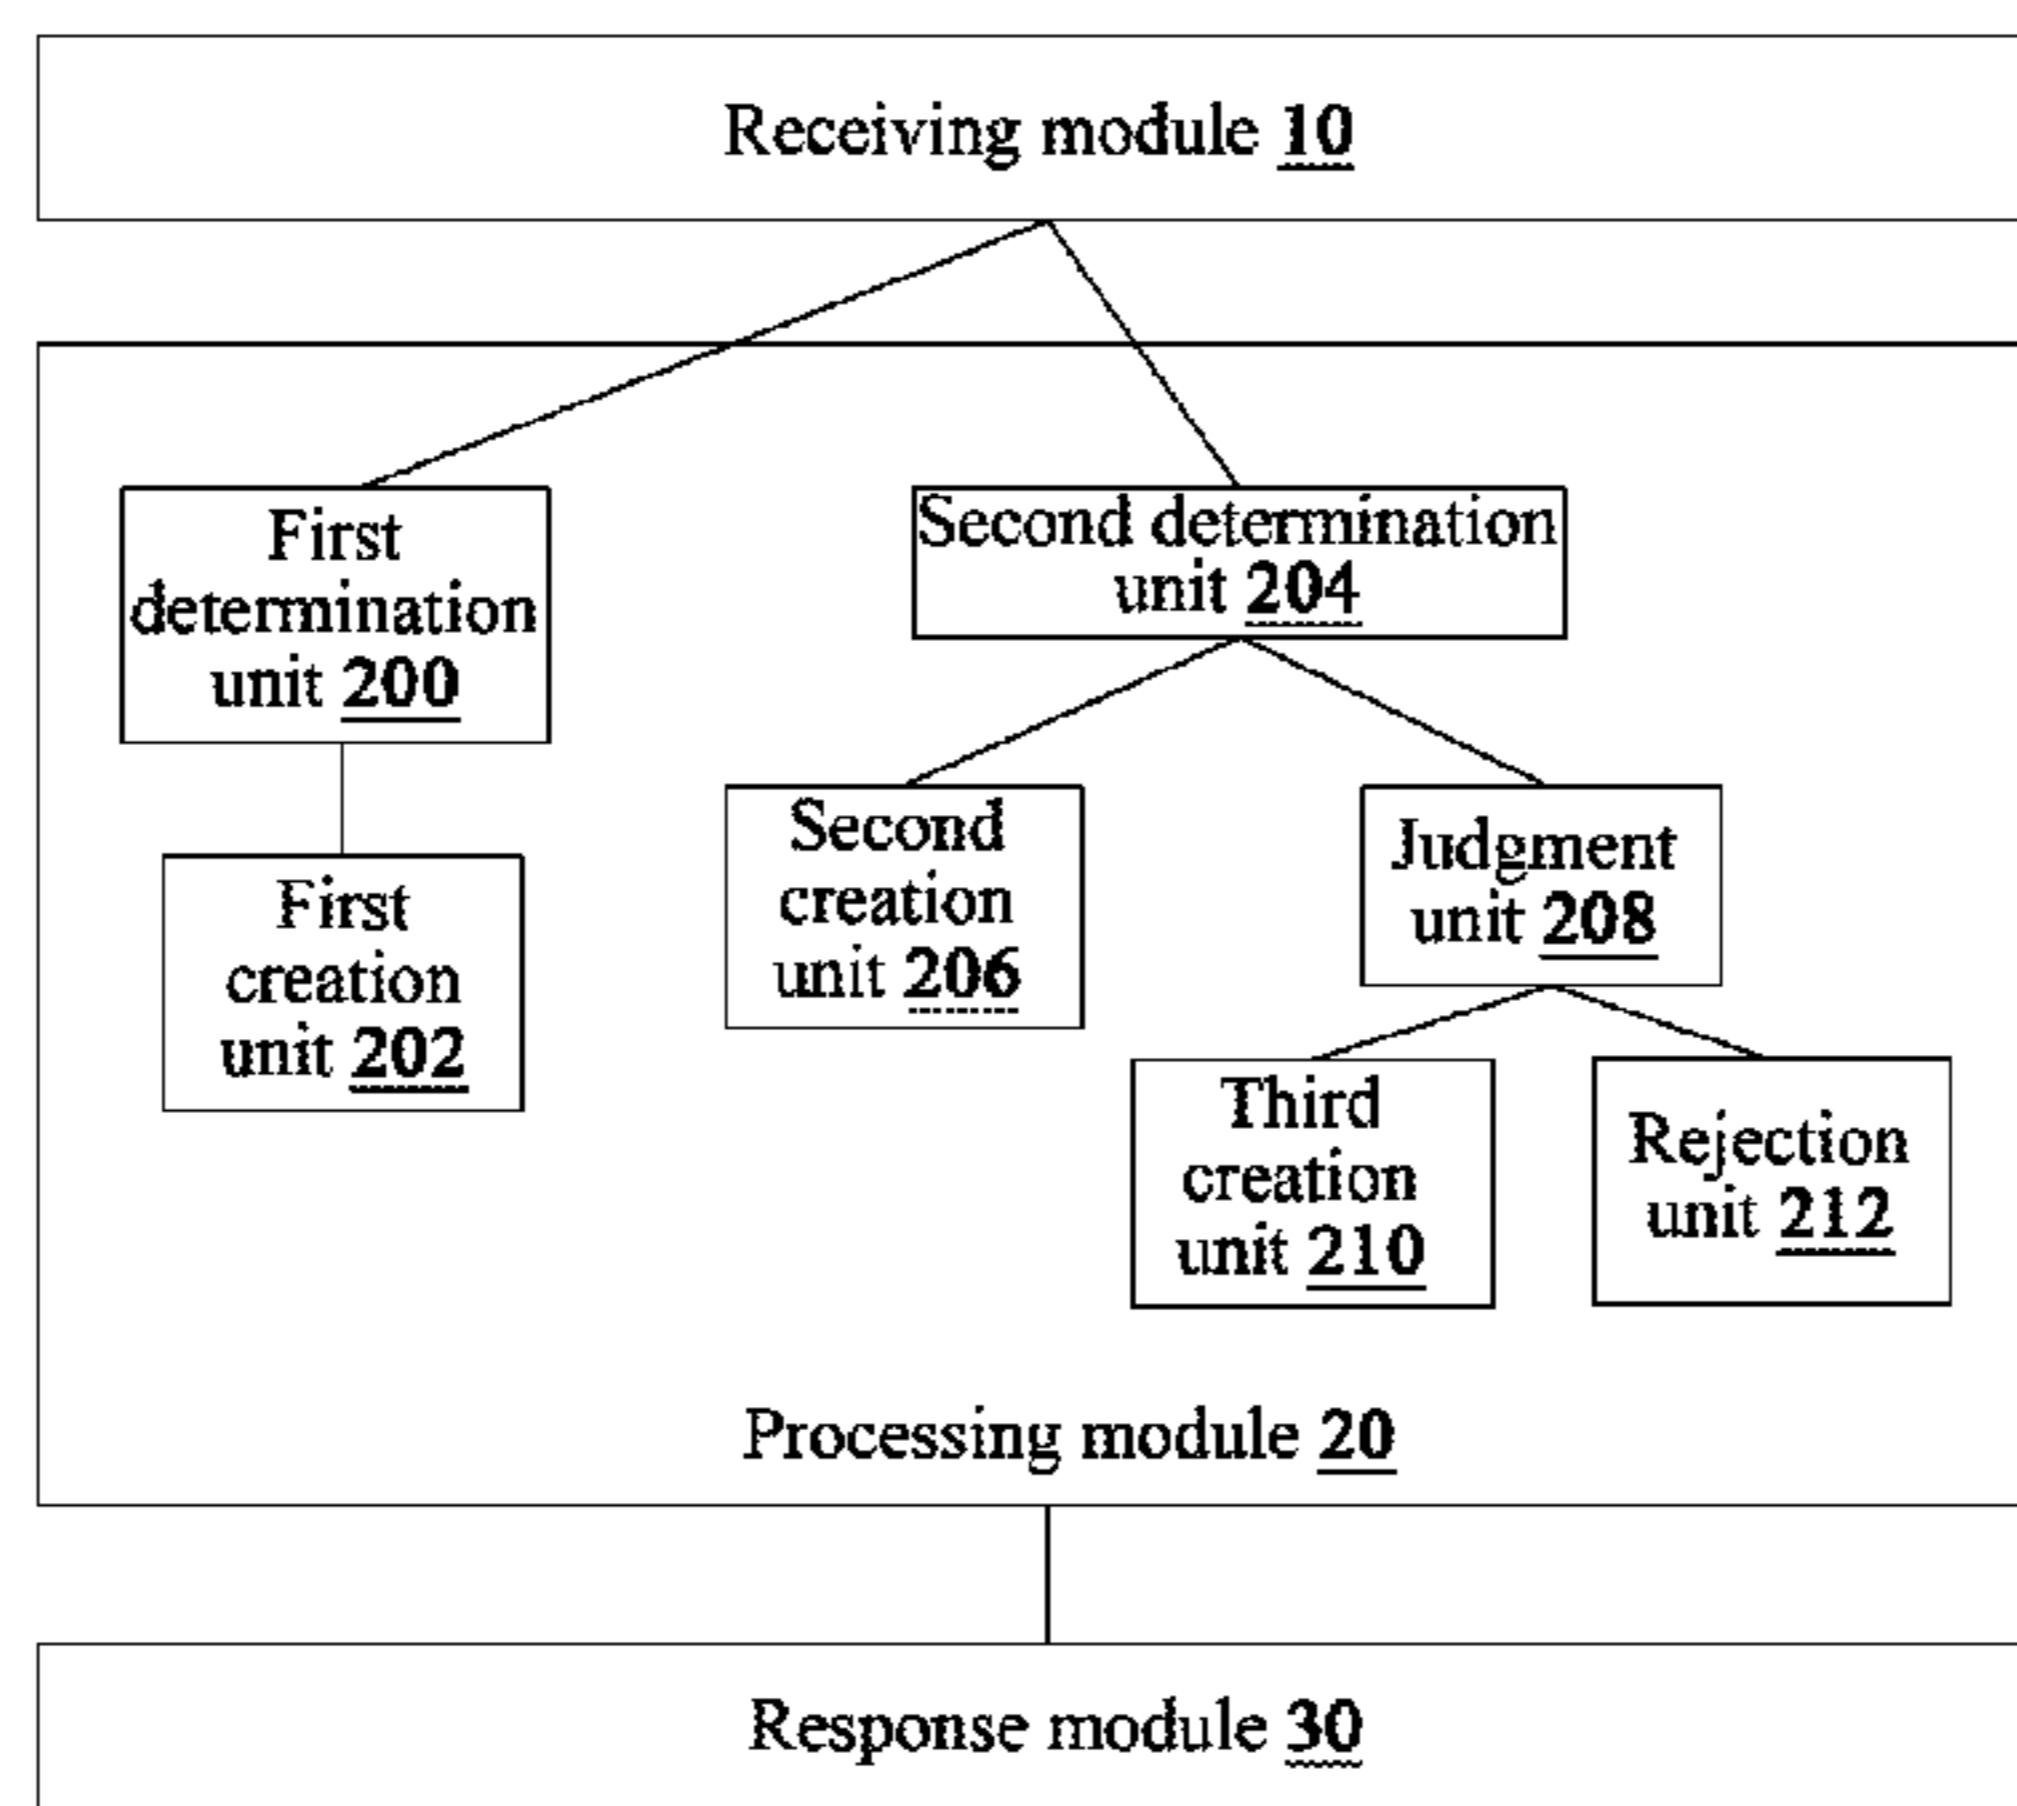 Receiving module 10
First
determination
unit 200
Second determination
unit 204
First
creation
unit 202
Second
creation
unit 206
Judgment
unit 208
Third
creation
unit 210
Rejection
unit 212
Processing module 20
Response module 30